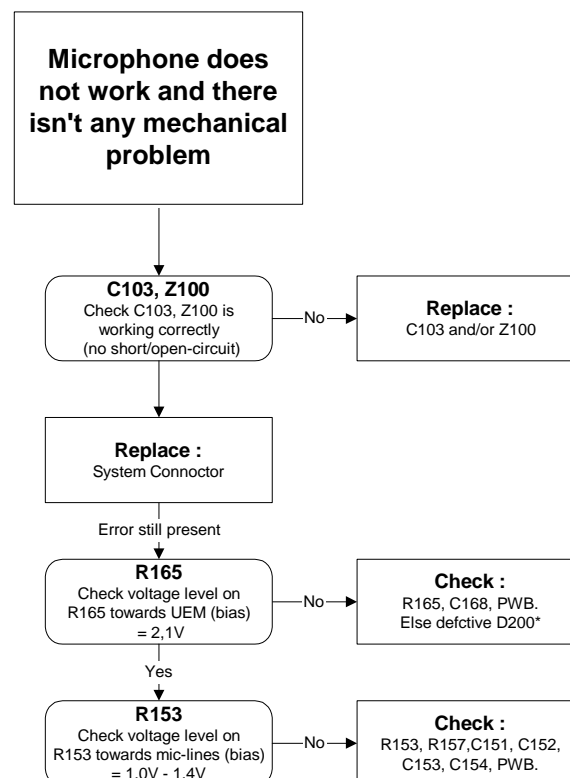 Microphone does
not work and there
isn't any mechanical
problem
C103, Z100
Check C103, Z100 is
working correctly
(no short/open-circuit)
No
Replace :
C103 and/or Z100
Replace :
System Connoctor
Error still present
R165
Check voltage level on
R165 towards UEM (bias)
= 2,1V
No
Check :
R165, C168, PWB.
Else defctive D200*
Yes
R153
Check voltage level on
R153 towards mic-lines (bias)
= 1,0V - 1,4V
No
Check :
R153, R157,C151, C152,
C153, C154, PWB.